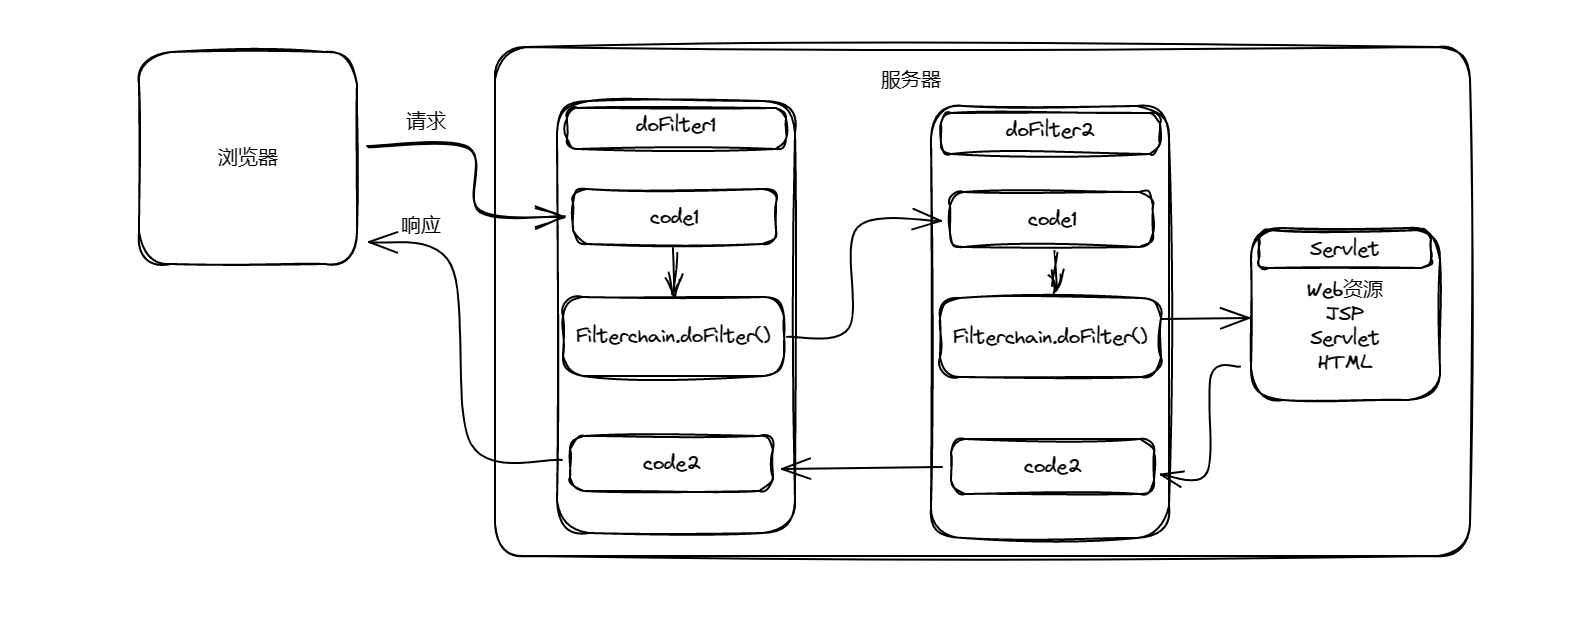 服务器
浏览器
请求
响应
doFilter1
code1
Filterchain.doFilter()
code2
doFilter2
code1
Filterchain.doFilter()
code2
Servlet
Web资源
JSP
Servlet
HTML